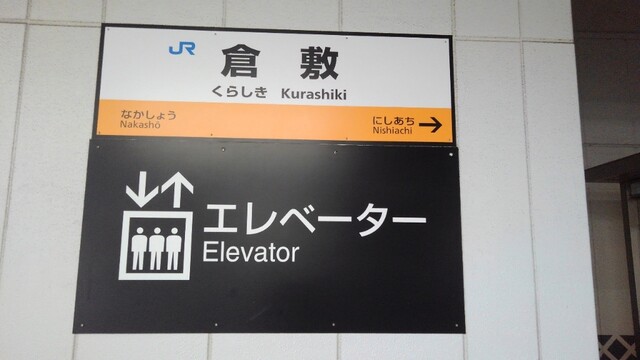 JR 倉敷
くらしき Kurashiki
なかしょう にしあち →
Nakashō Nishiachi
エレベーター
Elevator